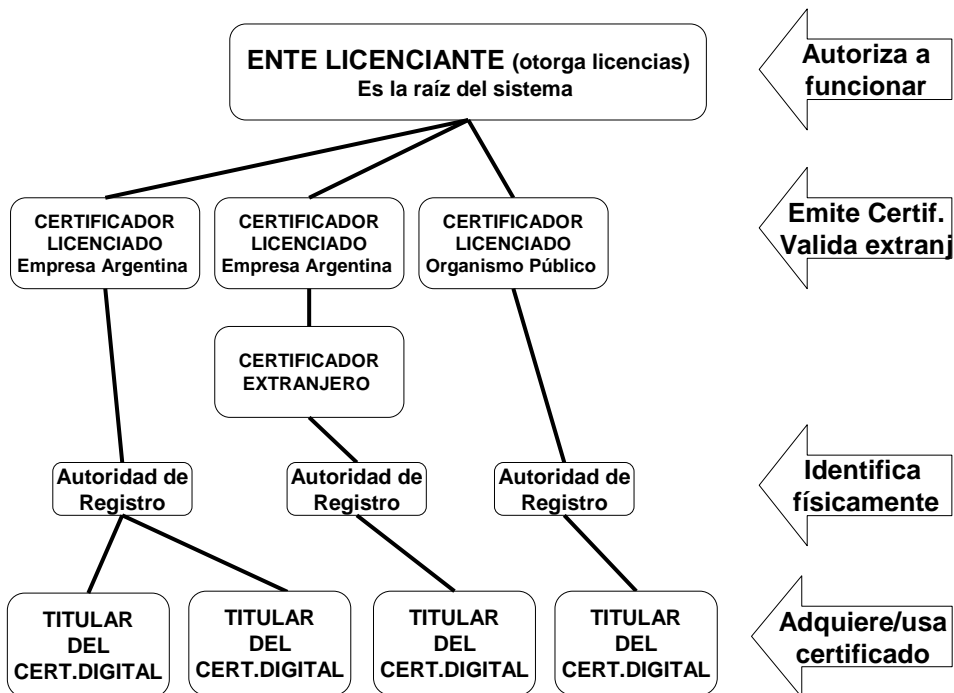 ENTE LICENCIANTE (otorga licencias)
Es la raíz del sistema
Autoriza a
funcionar
CERTIFICADOR
LICENCIADO
Empresa Argentina
CERTIFICADOR
LICENCIADO
Empresa Argentina
CERTIFICADOR
LICENCIADO
Organismo Público
Emite Certif.
Valida extranj
CERTIFICADOR
EXTRANJERO
Autoridad de
Registro
Autoridad de
Registro
Autoridad de
Registro
Identifica
físicamente
TITULAR
DEL
CERT.DIGITAL
TITULAR
DEL
CERT.DIGITAL
TITULAR
DEL
CERT.DIGITAL
TITULAR
DEL
CERT.DIGITAL
Adquiere/usa
certificado